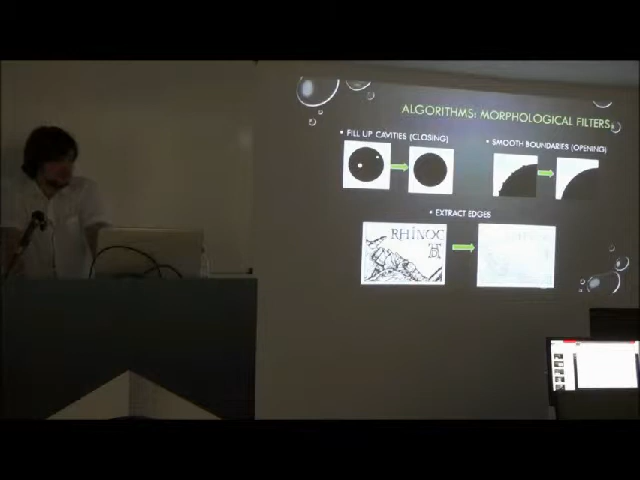 ALGORITHMS: MORPHOLOGICAL FILTERS
• FILL UP CAVITIES (CLOSING)
• SMOOTH BOUNDARIES (OPENING)
• EXTRACT EDGES
RHINOC